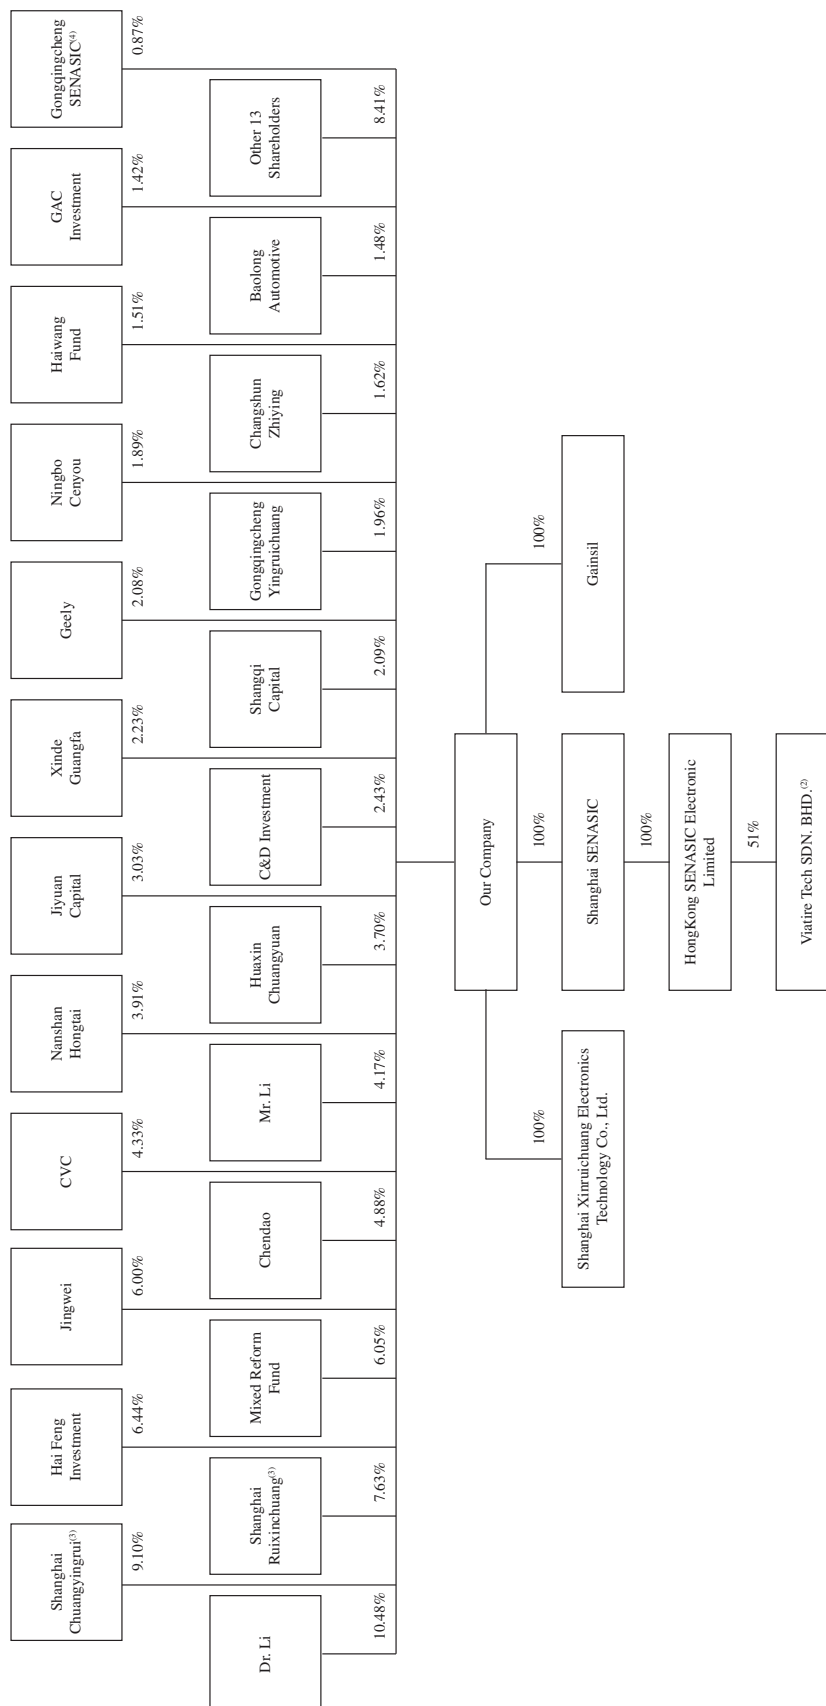 Shanghai
Chuangyingrui(3)
9.10%
Hai Feng
Investment
6.44%
Jingwei
6.00%
CVC
4.33%
Nanshan
Hongtai
3.91%
Jiyuan
Capital
3.03%
Xinde
Guangfa
2.23%
Geely
2.08%
Ningbo
Cenyou
1.89%
Haiwang
Fund
1.51%
GAC
Investment
1.42%
Gongqingcheng
SENASIC(4)
0.87%
Dr. Li
10.48%
Shanghai
Ruixinchuang(3)
7.63%
Mixed Reform
Fund
6.05%
Chendao
4.88%
Mr. Li
4.17%
Huaxin
Chuangyuan
3.70%
C&D Investment
2.43%
Shangqi
Capital
2.09%
Gongqingcheng
Yingruichuang
1.96%
Changshun
Zhiying
1.62%
Baolong
Automotive
1.48%
Other 13
Shareholders
8.41%
Our Company
100%
100%
100%
Shanghai Xinruichuang Electronics
Technology Co., Ltd.
Shanghai SENASIC
Gainsil
100%
HongKong SENASIC Electronic
Limited
51%
Viatire Tech SDN. BHD.(2)